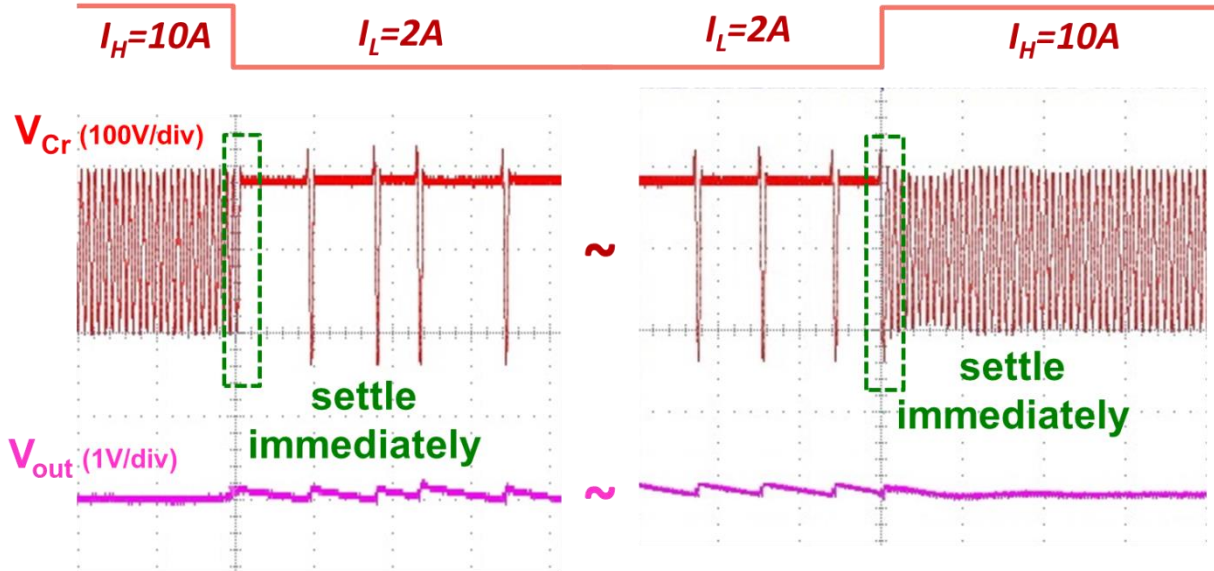 I_H=10A
I_L=2A
I_L=2A
I_H=10A
V_Cr (100V/div)
~
settle
immediately
settle
immediately
V_out (1V/div)
~